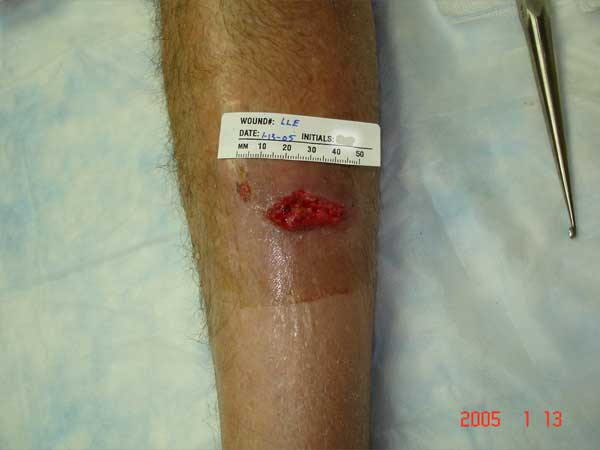 WOUND#: LLE
DATE: 1-13-05 INITIALS:
MM 10 20 30 40 50
2005 1 13